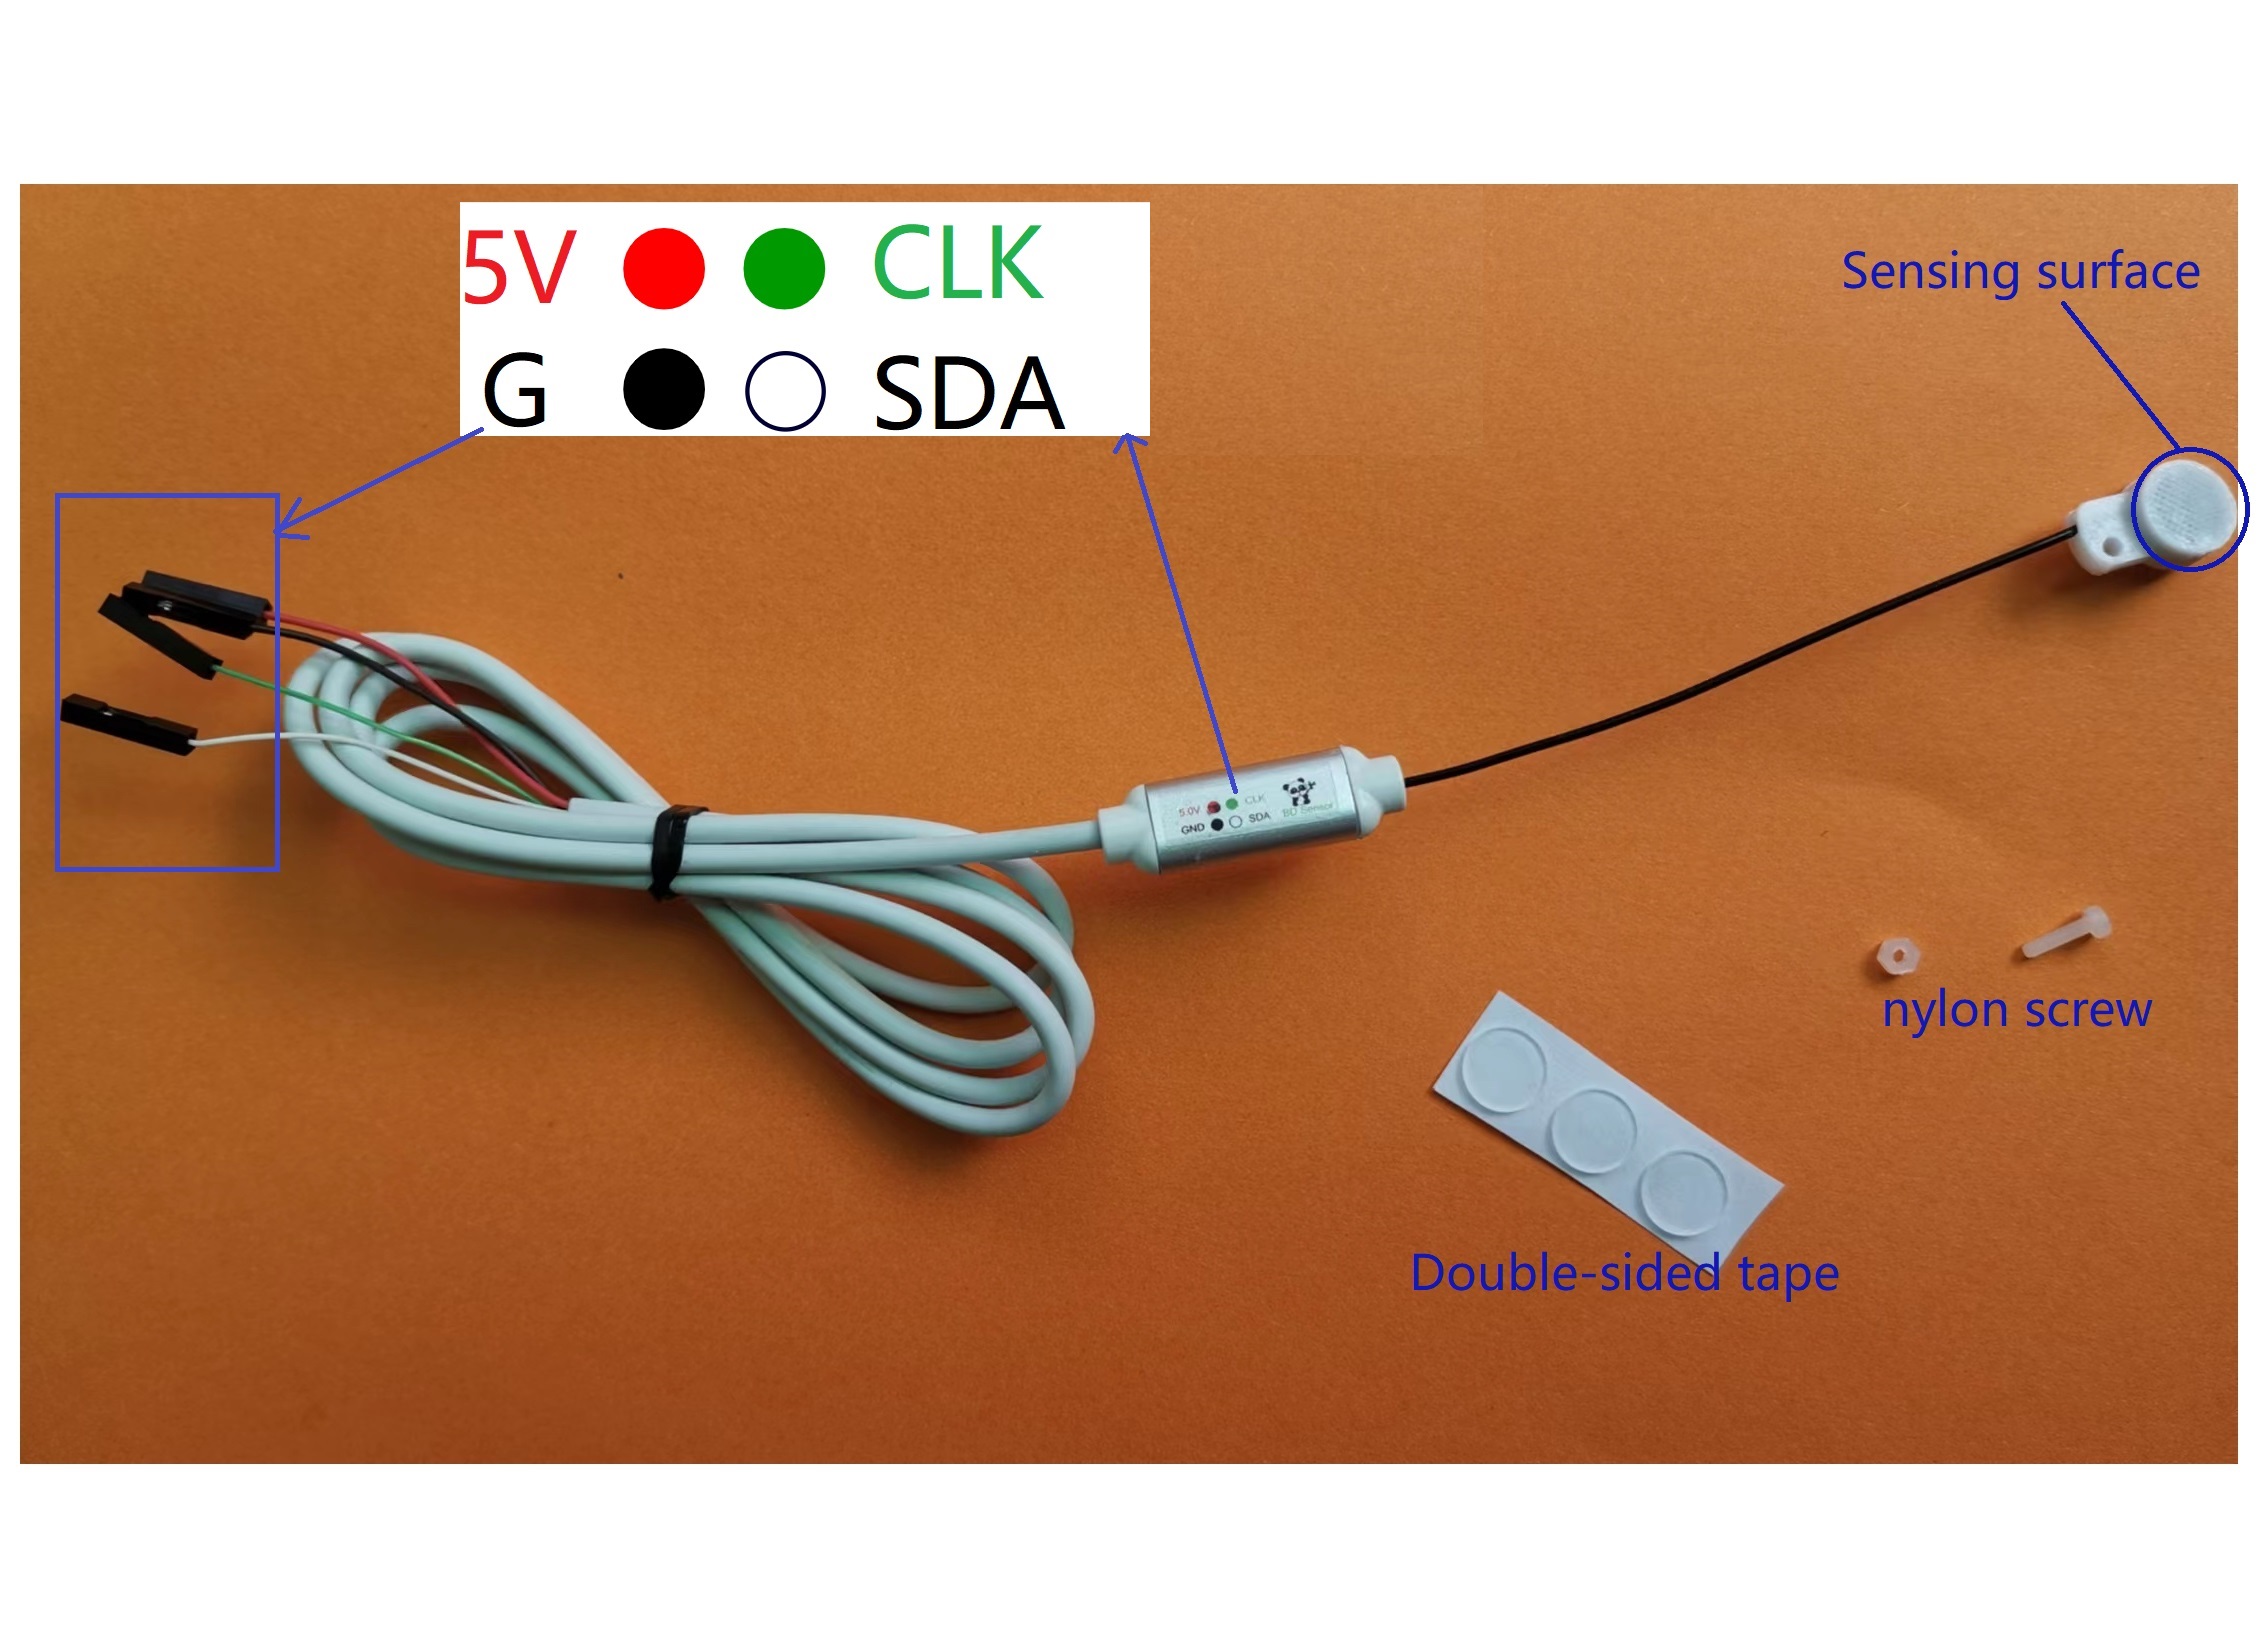 5V CLK
G SDA
Sensing surface
5.0V CLK
GND SDA
BD Sensor
nylon screw
Double-sided tape